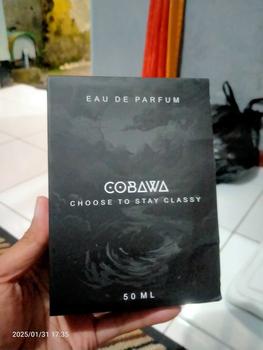 EAU DE PARFUM
COBAWA
CHOOSE TO STAY CLASSY
50 ML
2025/01/31 17:35